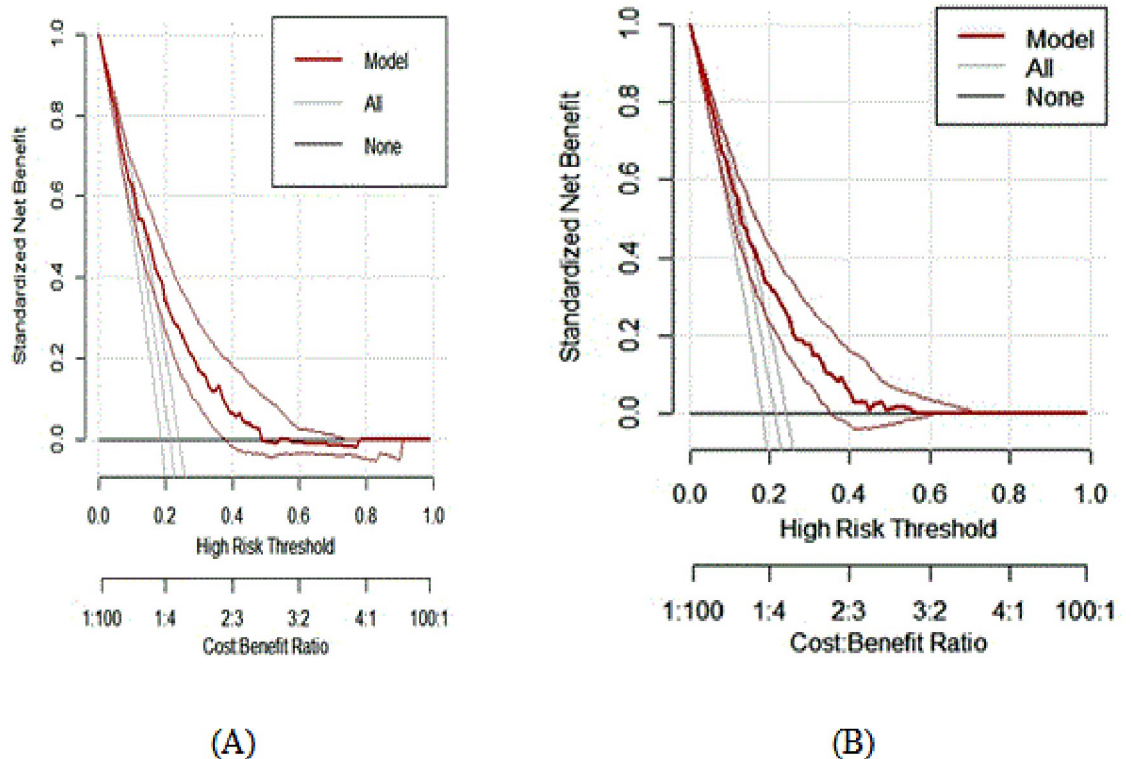 Model
All
None
Standardized Net Benefit
1.0
0.8
0.6
0.4
0.2
0.0
0.0 0.2 0.4 0.6 0.8 1.0
High Risk Threshold
1:100 1:4 2:3 3:2 4:1 100:1
Cost:Benefit Ratio
(A)
Model
All
None
Standardized Net Benefit
1.0
0.8
0.6
0.4
0.2
0.0
0.0 0.2 0.4 0.6 0.8 1.0
High Risk Threshold
1:100 1:4 2:3 3:2 4:1 100:1
Cost:Benefit Ratio
(B)